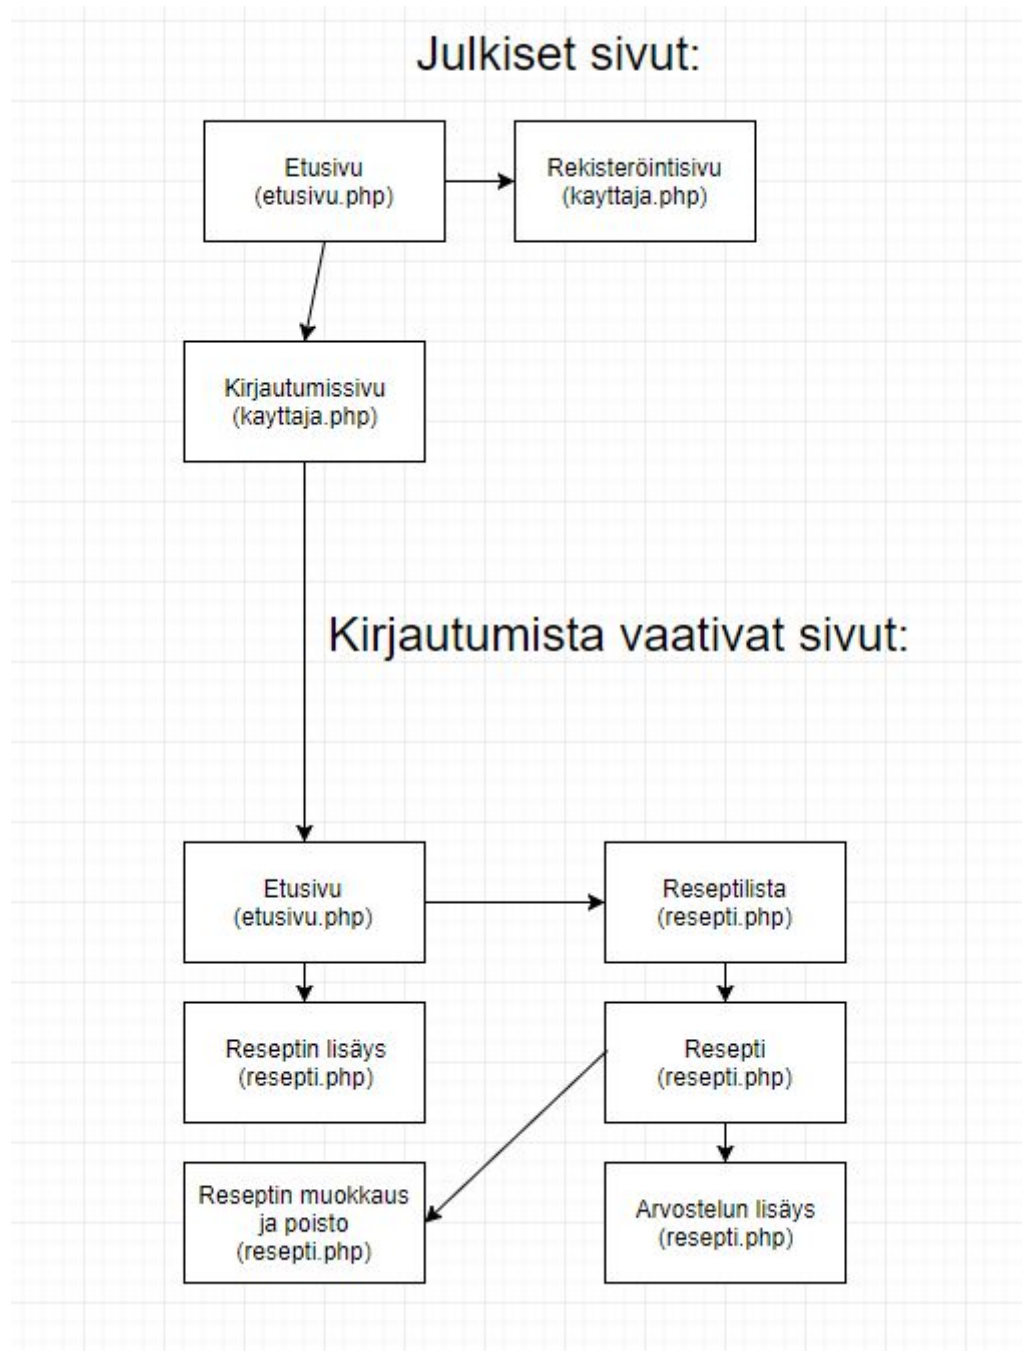 Julkiset sivut:
Etusivu
(etusivu.php)
Rekisteröintisivu
(kayttaja.php)
Kirjautumissivu
(kayttaja.php)
Kirjautumista vaativat sivut:
Etusivu
(etusivu.php)
Reseptilista
(resepti.php)
Reseptin lisäys
(resepti.php)
Resepti
(resepti.php)
Reseptin muokkaus
ja poisto
(resepti.php)
Arvostelun lisäys
(resepti.php)